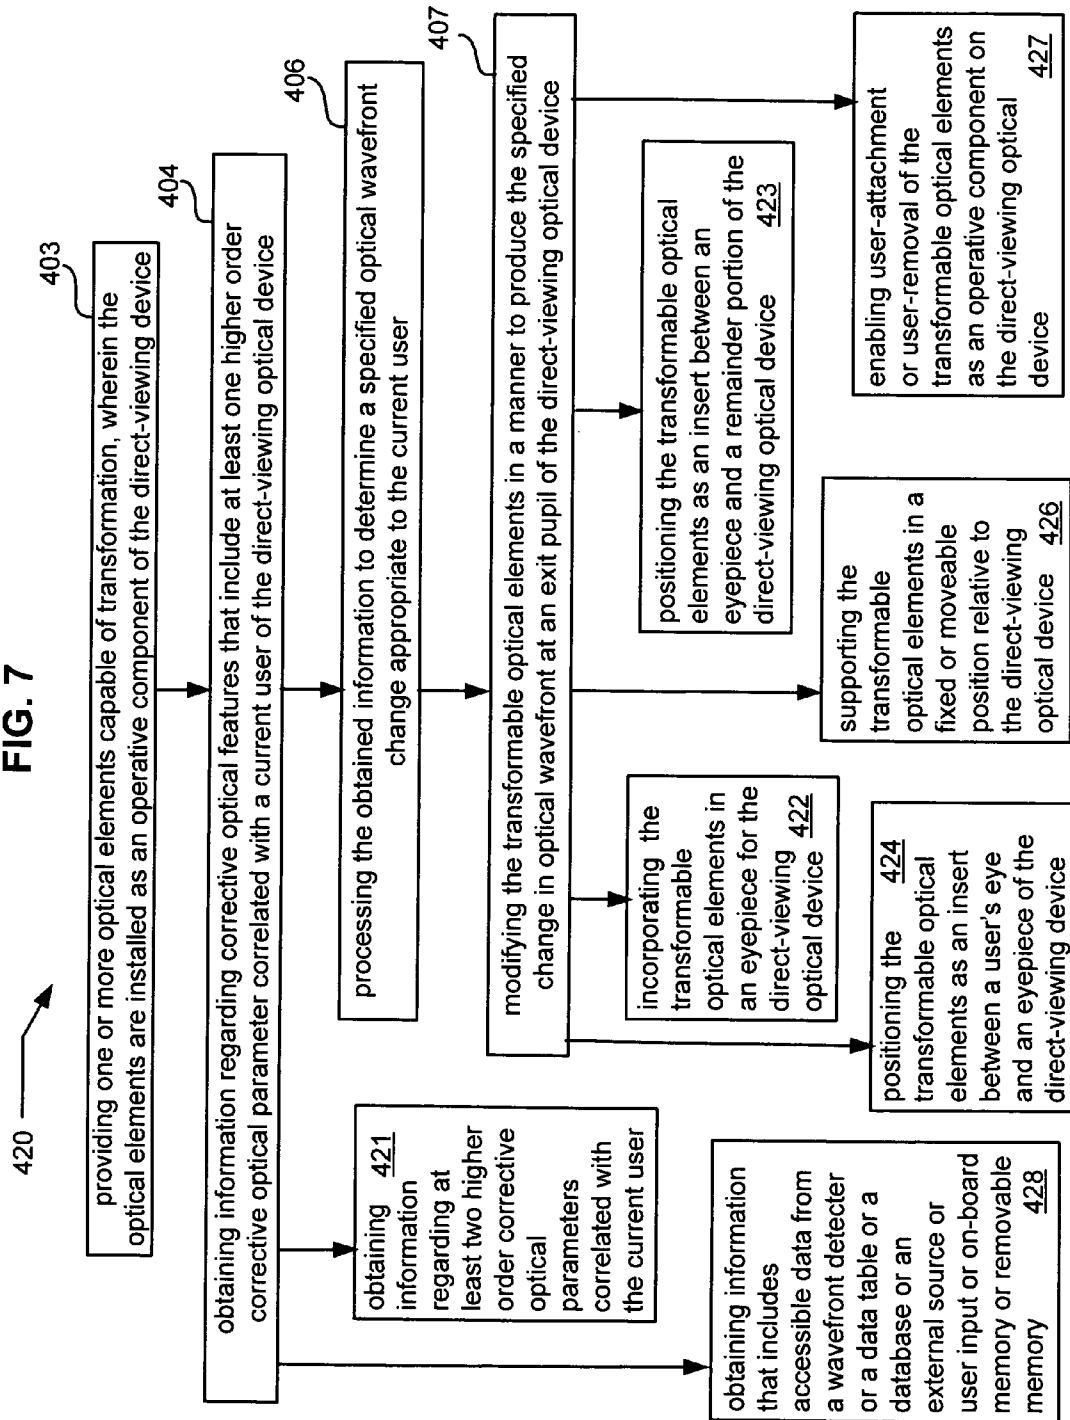 FIG. 7
420
403
providing one or more optical elements capable of transformation, wherein the
optical elements are installed as an operative component of the direct-viewing device
404
obtaining information regarding corrective optical features that include at least one higher order
corrective optical parameter correlated with a current user of the direct-viewing optical device
406
processing the obtained information to determine a specified optical wavefront
change appropriate to the current user
407
modifying the transformable optical elements in a manner to produce the specified
change in optical wavefront at an exit pupil of the direct-viewing optical device
obtaining 421
information
regarding at
least two higher
order corrective
optical
parameters
correlated with
the current user
incorporating the
transformable
optical elements in
an eyepiece for the
direct-viewing
optical device 422
positioning the transformable optical
elements as an insert between an
eyepiece and a remainder portion of the
direct-viewing optical device 423
obtaining information
that includes
accessible data from
a wavefront detecter
or a data table or a
database or an
external source or
user input or on-board
memory or removable
memory 428
positioning the 424
transformable optical
elements as an insert
between a user's eye
and an eyepiece of the
direct-viewing device
supporting the
transformable
optical elements in a
fixed or moveable
position relative to
the direct-viewing
optical device 426
enabling user-attachment
or user-removal of the
transformable optical elements
as an operative component on
the direct-viewing optical
device 427